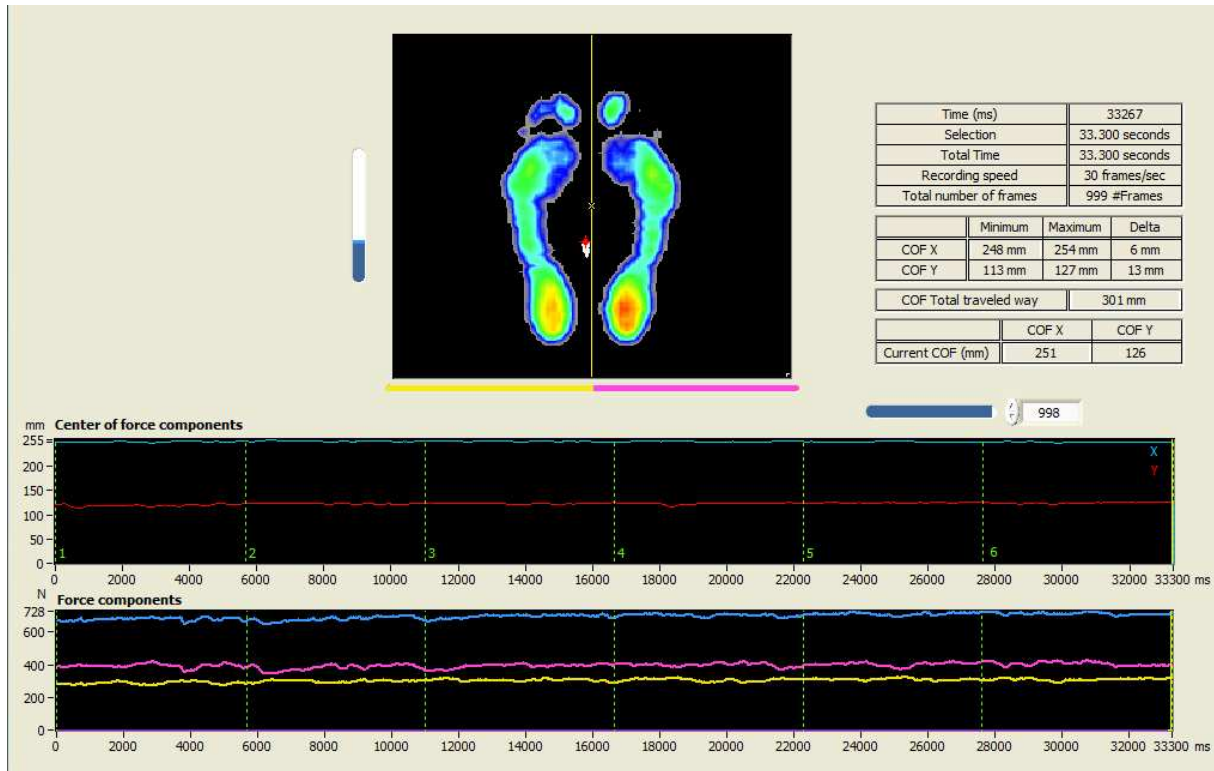 Time (ms) 33267
Selection 33.300 seconds
Total Time 33.300 seconds
Recording speed 30 frames/sec
Total number of frames 999 #Frames
Minimum Maximum Delta
COF X 248 mm 254 mm 6 mm
COF Y 113 mm 127 mm 13 mm
COF Total traveled way 301 mm
COF X COF Y
Current COF (mm) 251 126
998
mm Center of force components
255
200
150
100
50
0
X
Y
1 2 3 4 5 6
0 2000 4000 6000 8000 10000 12000 14000 16000 18000 20000 22000 24000 26000 28000 30000 32000 33300 ms
N Force components
728
600
400
200
0
0 2000 4000 6000 8000 10000 12000 14000 16000 18000 20000 22000 24000 26000 28000 30000 32000 33300 ms